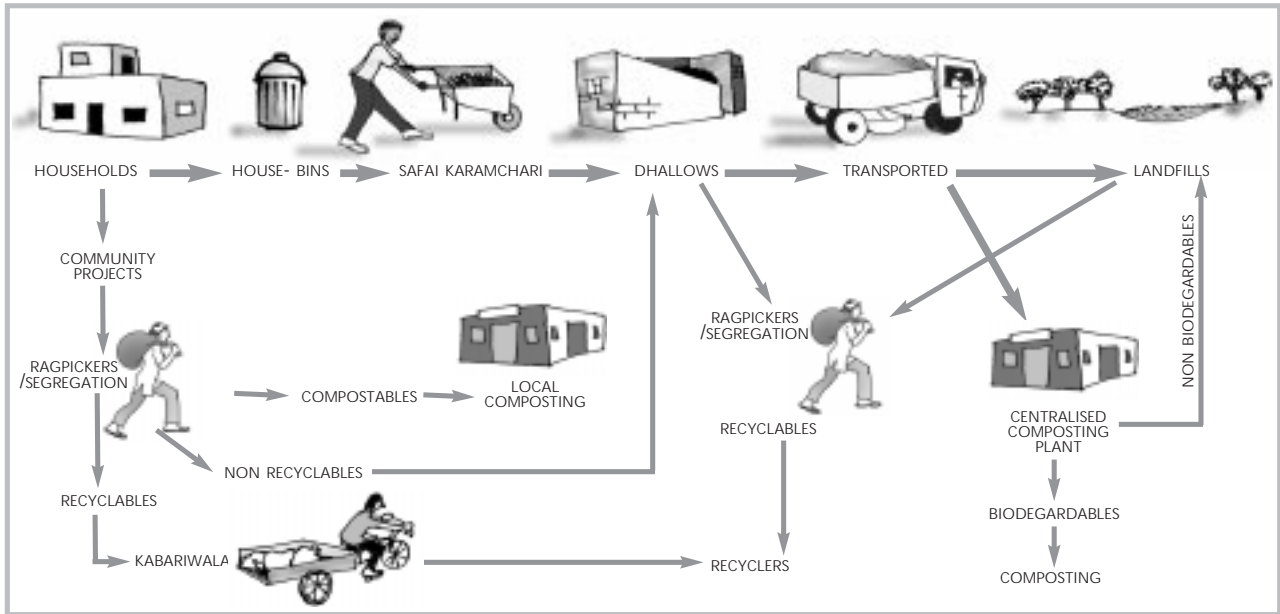 HOUSEHOLDS
HOUSE- BINS
SAFAI KARAMCHARI
DHALLOWS
TRANSPORTED
LANDFILLS
COMMUNITY
PROJECTS
RAGPICKERS
/SEGREGATION
COMPOSTABLES
LOCAL
COMPOSTING
NON RECYCLABLES
RECYCLABLES
KABARIWALA
RAGPICKERS
/SEGREGATION
RECYCLABLES
RECYCLERS
NON BIODEGARDABLES
CENTRALISED
COMPOSTING
PLANT
BIODEGARDABLES
COMPOSTING